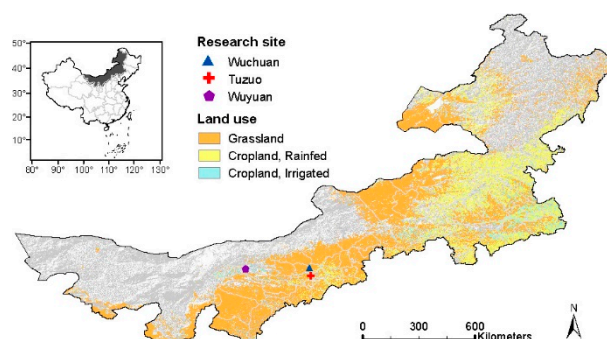 50°
40°
30°
20°
10°
80° 90° 100° 110° 120° 130°
Research site
Wuchuan
Tuzuo
Wuyuan
Land use
Grassland
Cropland, Rainfed
Cropland, Irrigated
N
0 300 600
Kilometers